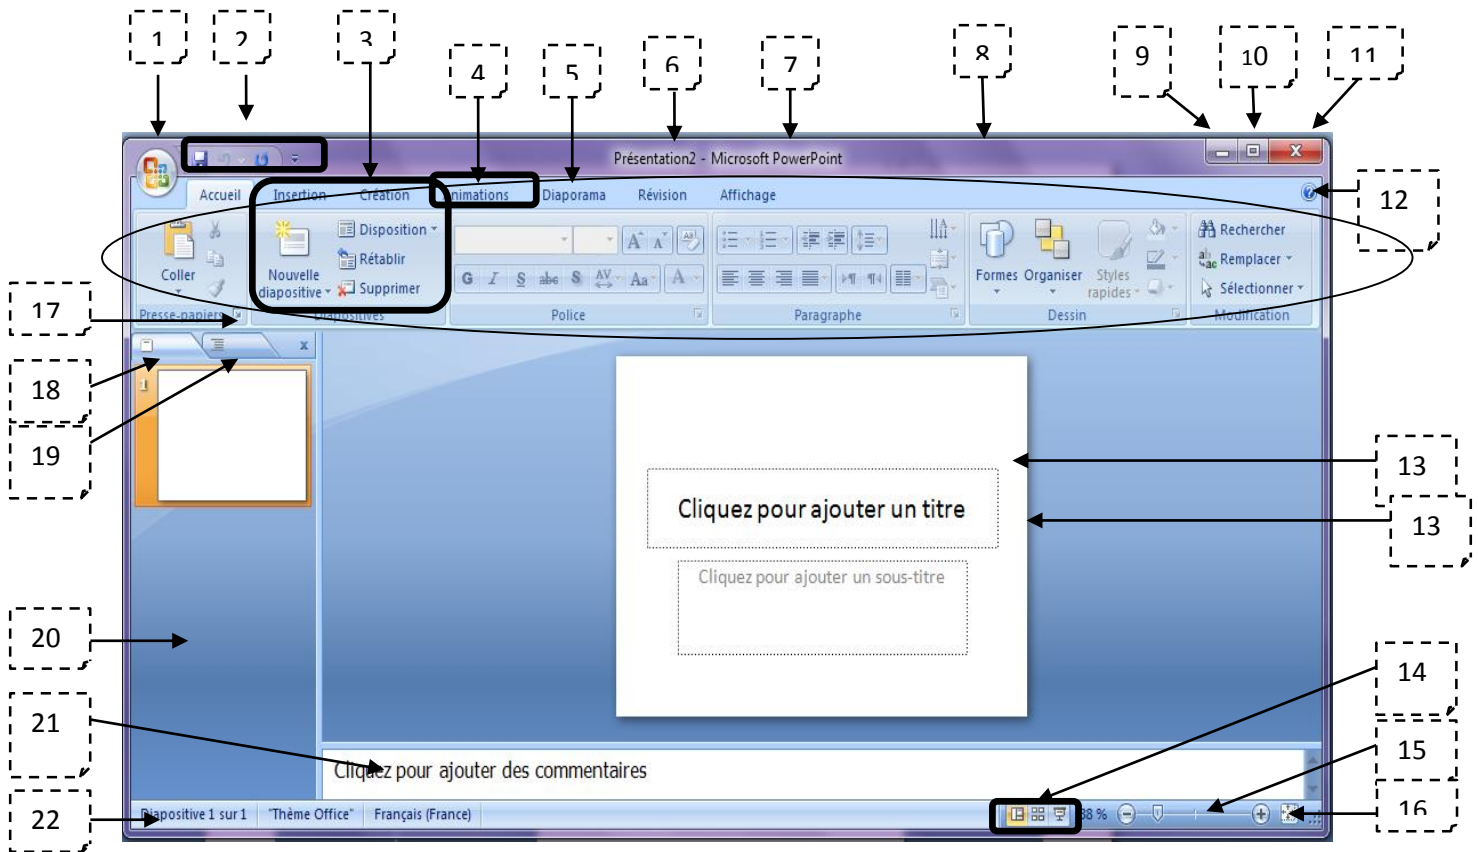 1 2 3 4 5 6 7 8 9 10 11
Présentation2 - Microsoft PowerPoint
Accueil Insertion Création Animations Diaporama Révision Affichage
12
Coller
Presse-papiers
Nouvelle
diapositive
Disposition
Rétablir
Supprimer
Diapositives
G I S abc S AV Aa A
Police
Paragraphe
Formes Organiser Styles
rapides
Dessin
Rechercher
Remplacer
Sélectionner
Modification
17
18
19
1
Cliquez pour ajouter un titre
Cliquez pour ajouter un sous-titre
13
13
20
14
21
Cliquez pour ajouter des commentaires
15
22
Diapositive 1 sur 1 "Thème Office" Français (France)
16